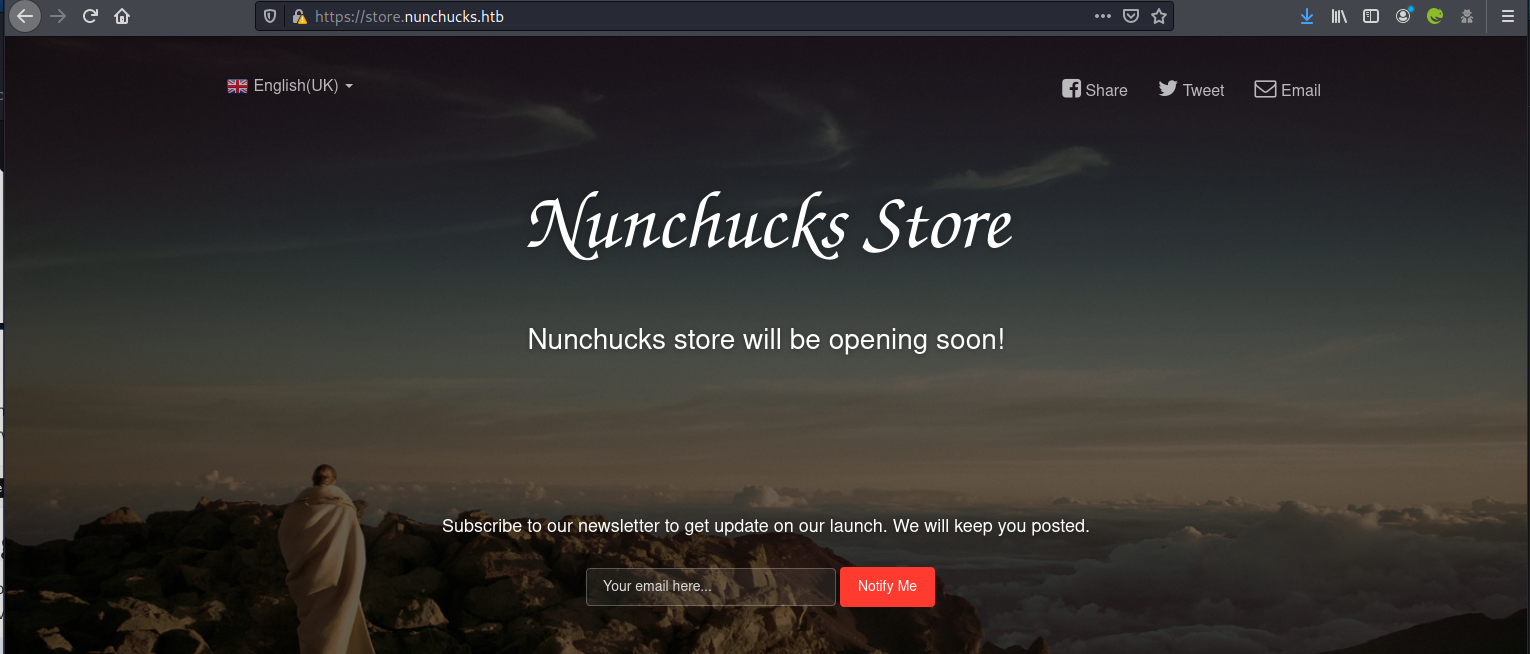 https://store.nunchucks.htb
English(UK)
Share Tweet Email
Nunchucks Store
Nunchucks store will be opening soon!
Subscribe to our newsletter to get update on our launch. We will keep you posted.
Your email here... Notify Me